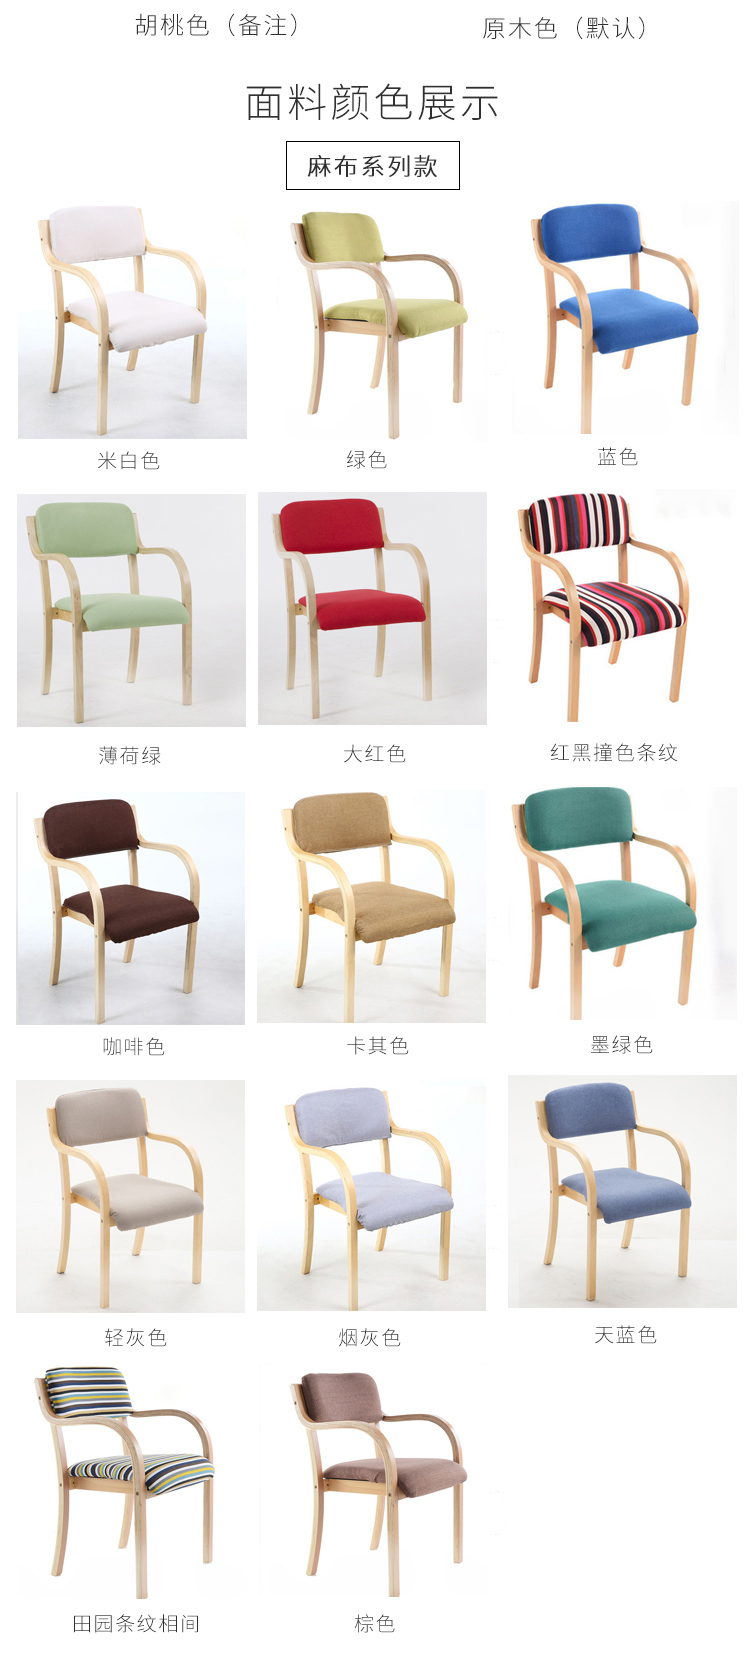 胡桃色（备注）
原木色（默认）
面料颜色展示
麻布系列款
米白色
绿色
蓝色
薄荷绿
大红色
红黑撞色条纹
咖啡色
卡其色
墨绿色
轻灰色
烟灰色
天蓝色
田园条纹相间
棕色